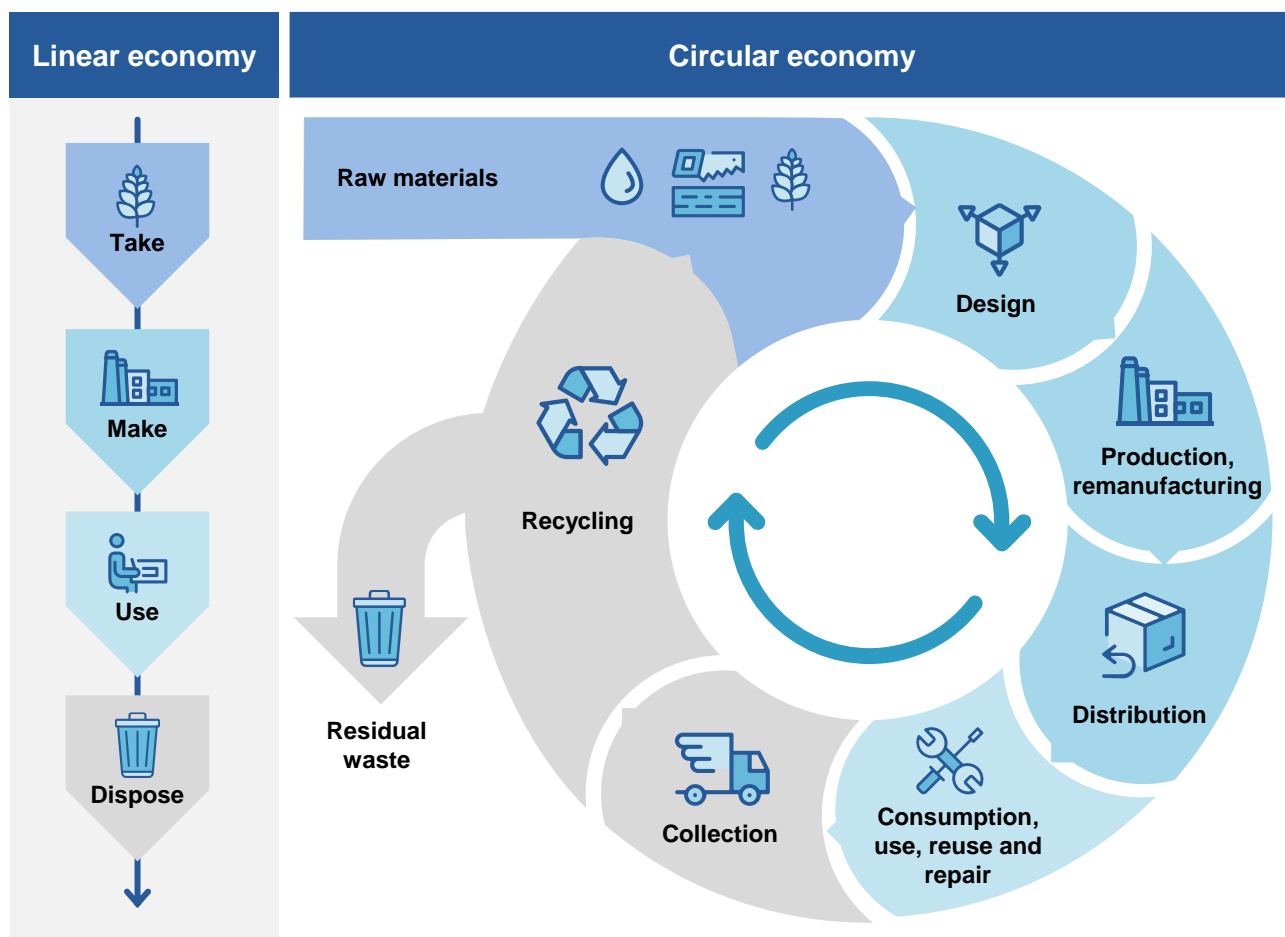 Linear economy
Circular economy
Take
Make
Use
Dispose
Raw materials
Design
Production,
remanufacturing
Distribution
Consumption,
use, reuse and
repair
Collection
Recycling
Residual
waste